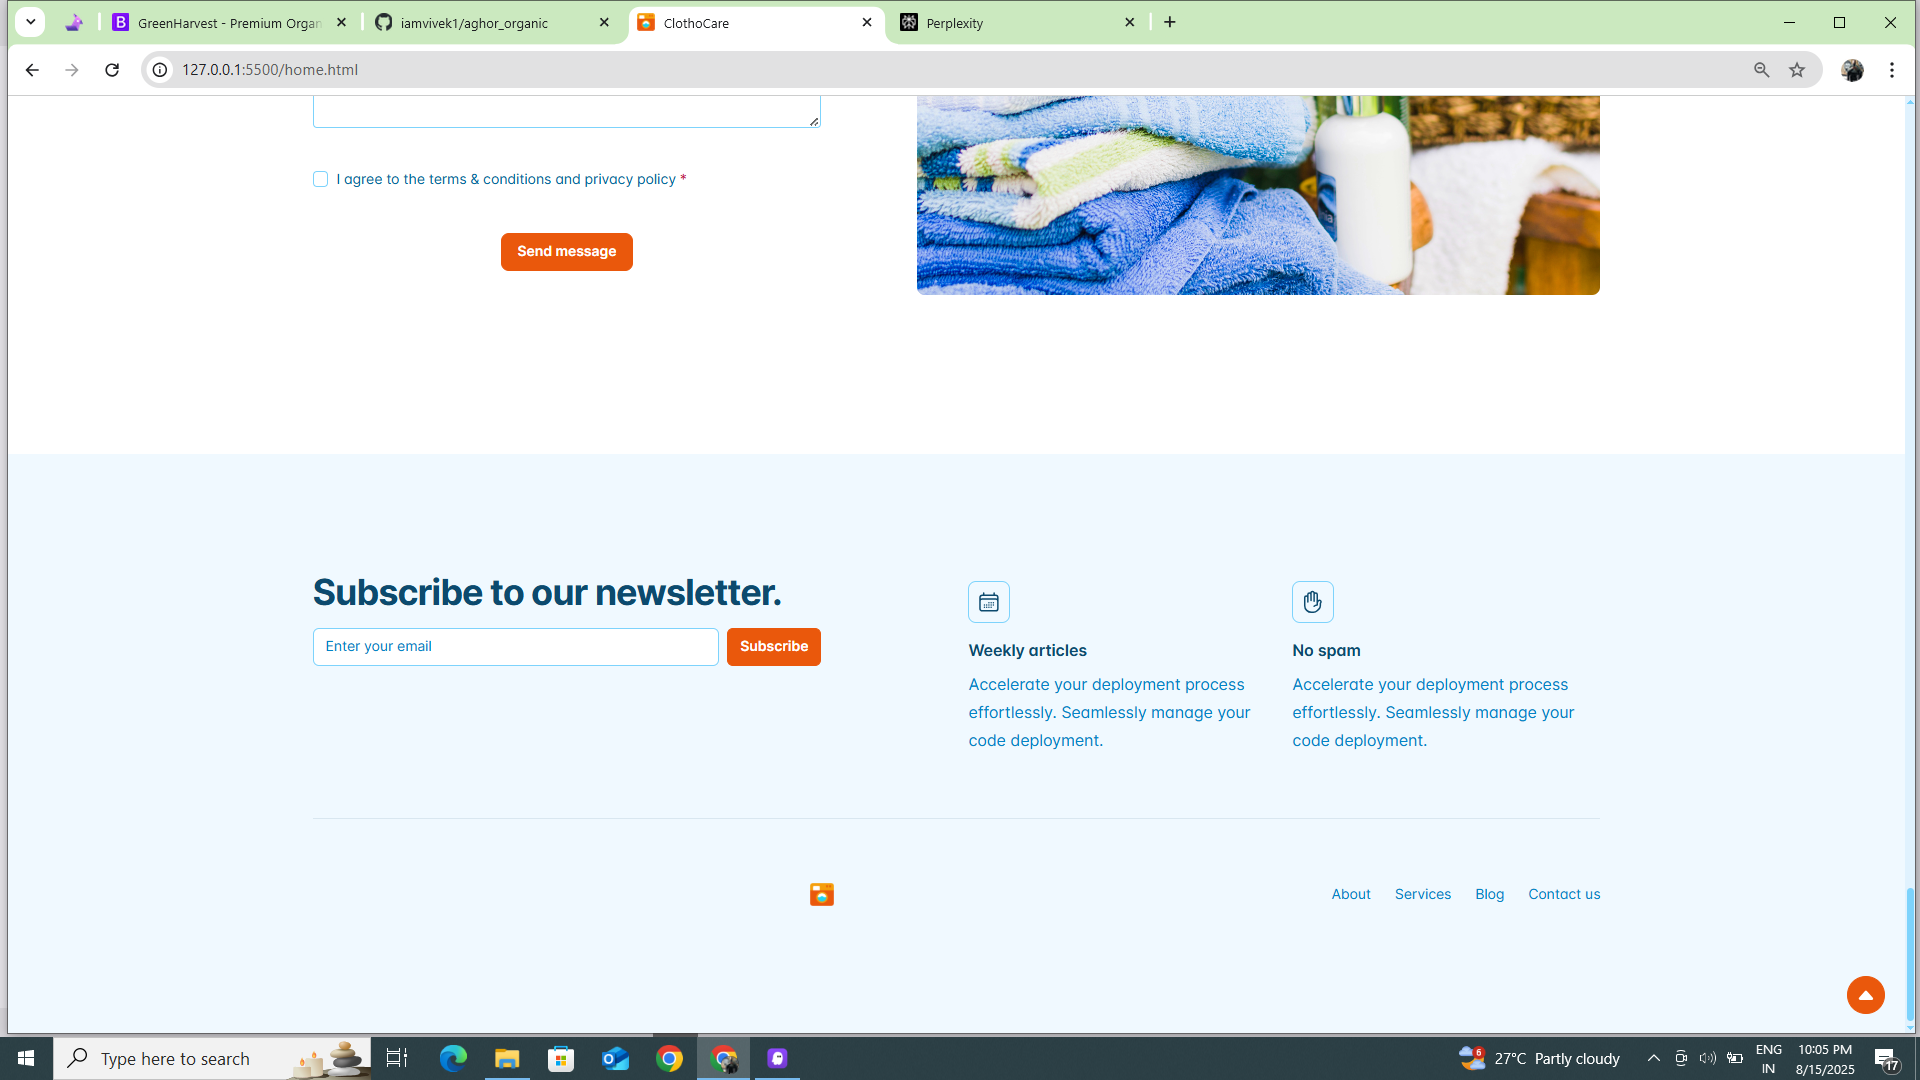 GreenHarvest - Premium Organ
iamvivek1/aghor_organic
ClothoCare
Perplexity
127.0.0.1:5500/home.html
I agree to the terms & conditions and privacy policy *
Send message
Subscribe to our newsletter.
Enter your email
Subscribe
Weekly articles
Accelerate your deployment process
effortlessly. Seamlessly manage your
code deployment.
No spam
Accelerate your deployment process
effortlessly. Seamlessly manage your
code deployment.
About
Services
Blog
Contact us
Type here to search
6
27°C Partly cloudy
ENG
IN
10:05 PM
8/15/2025
17